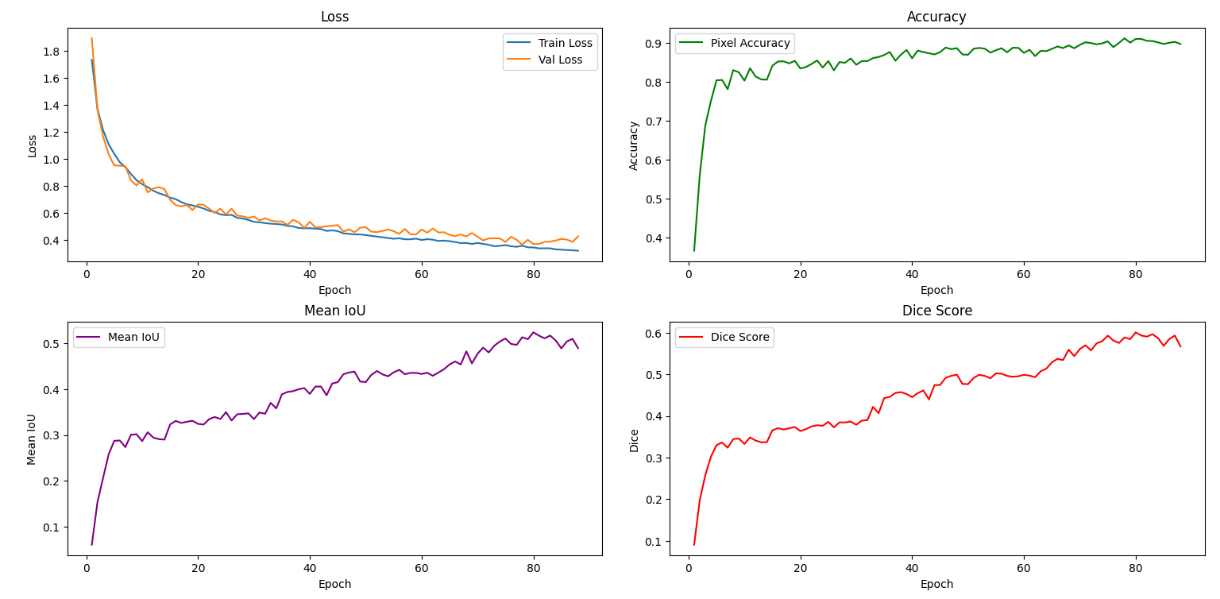 Loss
Train Loss
Val Loss
1.8
1.6
1.4
1.2
1.0
0.8
0.6
0.4
Loss
0 20 40 60 80
Epoch
Accuracy
Pixel Accuracy
0.9
0.8
0.7
0.6
0.5
0.4
Accuracy
0 20 40 60 80
Epoch
Mean IoU
Mean IoU
0.5
0.4
0.3
0.2
0.1
Mean IoU
0 20 40 60 80
Epoch
Dice Score
Dice Score
0.6
0.5
0.4
0.3
0.2
0.1
Dice
0 20 40 60 80
Epoch